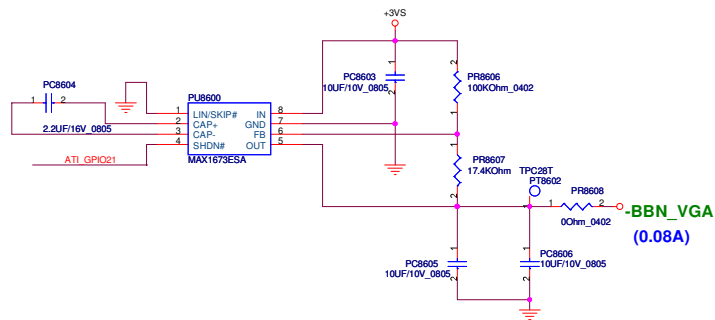 +3VS
PC8604
1
2
2.2UF/16V_0805
ATI_GPIO21
PU8600
1 LIN/SKIP# IN 8
2 CAP+ GND 7
3 CAP- FB 6
4 SHDN# OUT 5
MAX1673ESA
1
PC8603
10UF/10V_0805
2
2
PR8606
100KOhm_0402
1
1
PR8607
17.4KOhm
2
TPC28T
PT8602
1
PR8608
1 2
0Ohm_0402
-BBN_VGA
(0.08A)
1
PC8605
10UF/10V_0805
2
1
PC8606
10UF/10V_0805
2